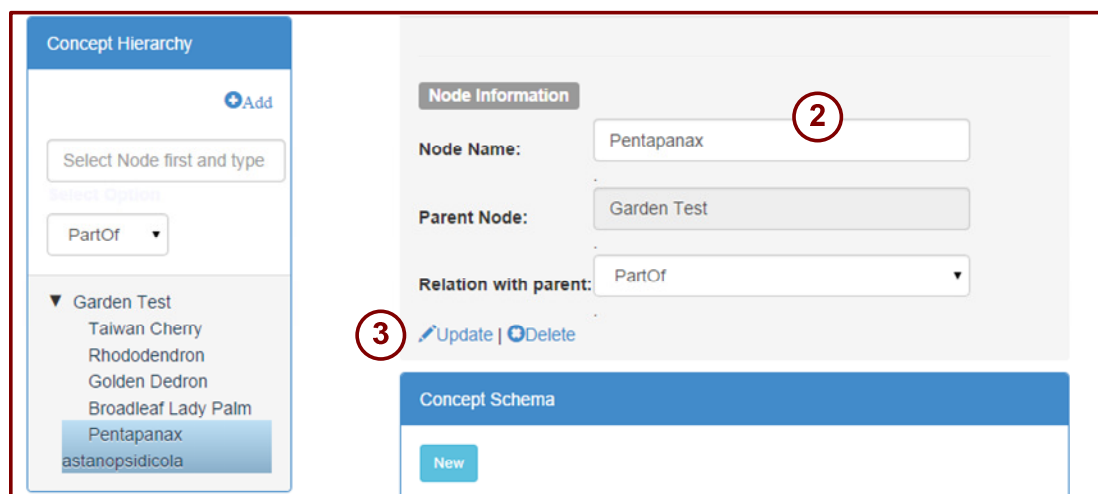 Concept Hierarchy
Add
Select Node first and type
Select Option
PartOf
Garden Test
Taiwan Cherry
Rhododendron
Golden Dedron
Broadleaf Lady Palm
Pentapanax
astanopsidicola
Node Information
2
Node Name:
Pentapanax
.
Parent Node:
Garden Test
.
Relation with parent:
PartOf
.
3
Update | Delete
Concept Schema
New